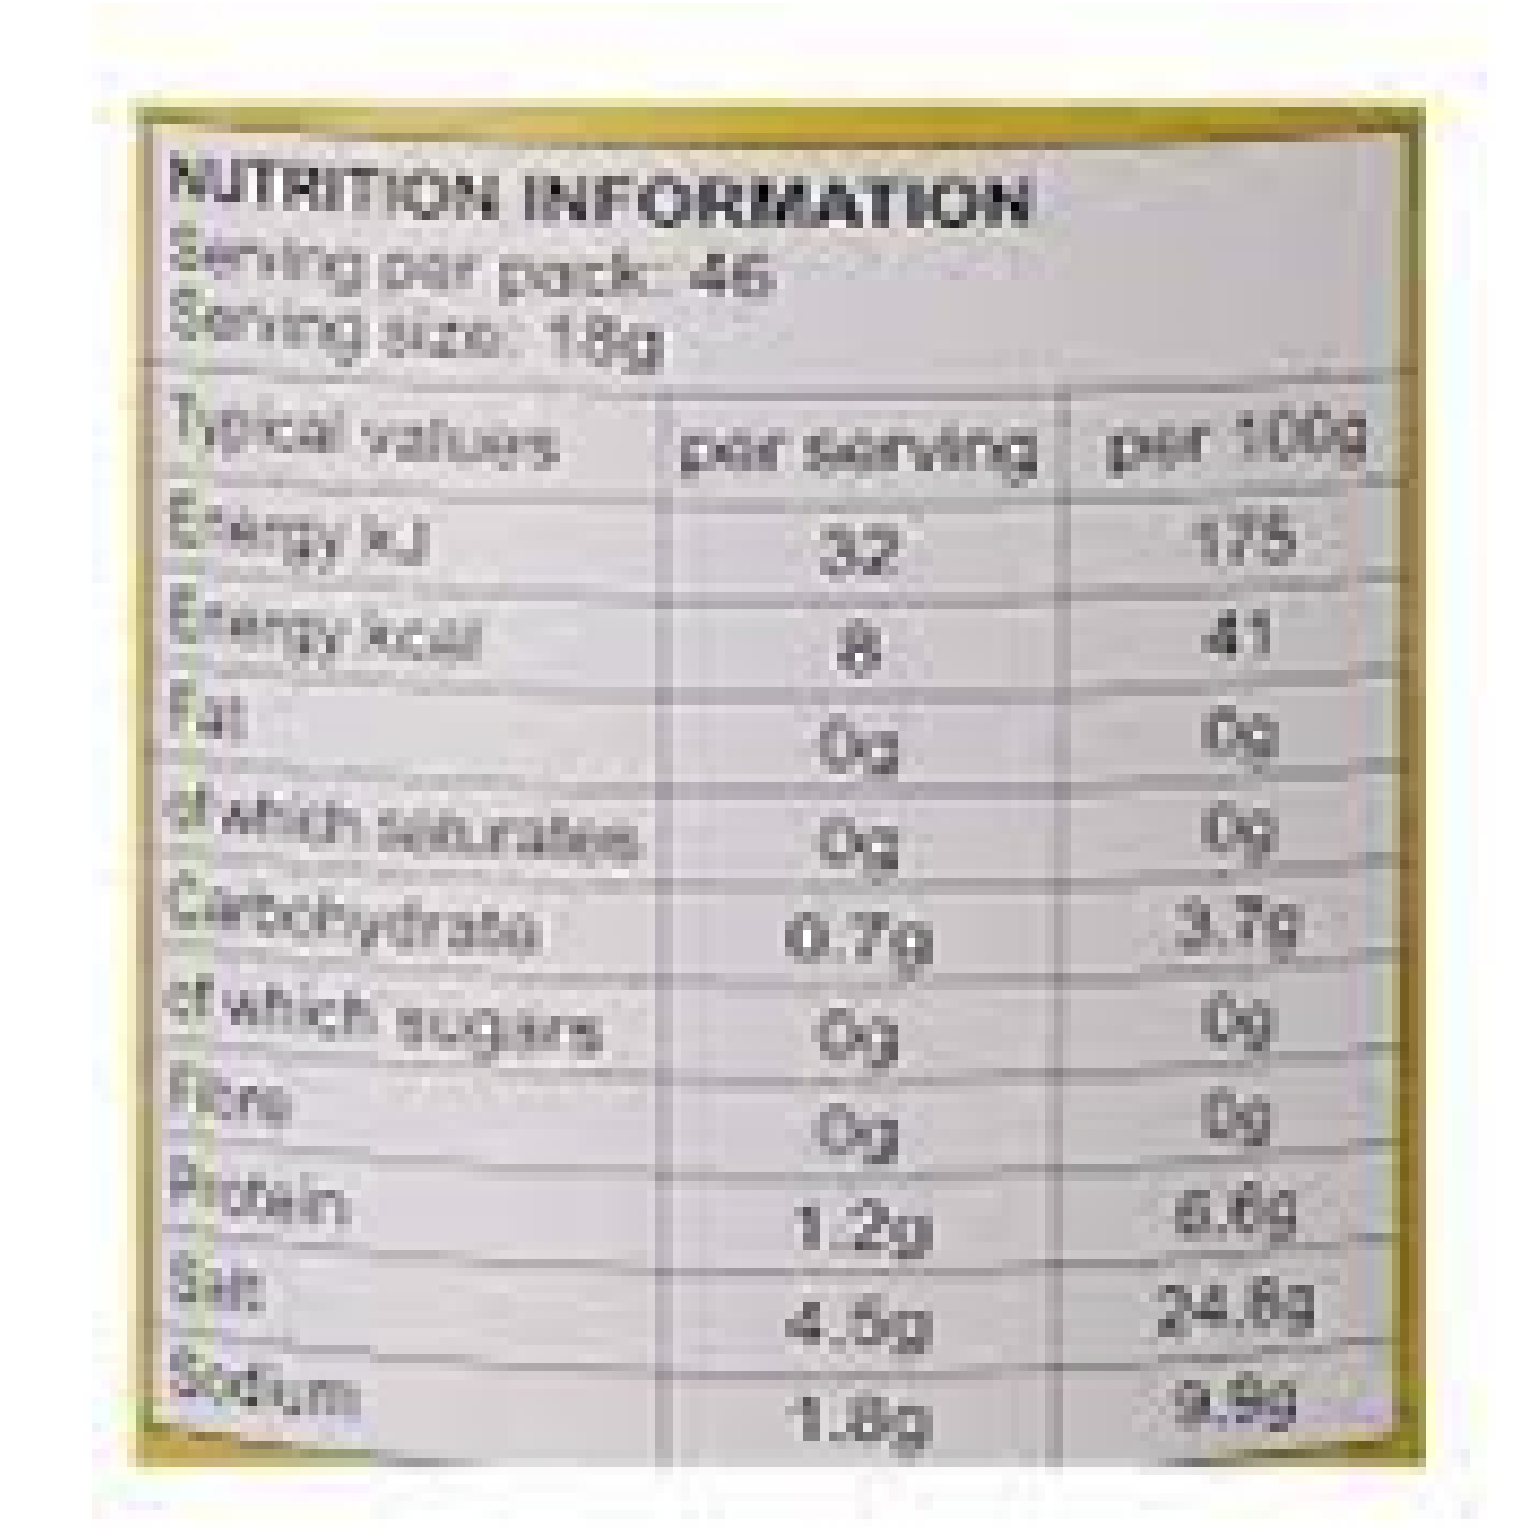 NUTRITION INFORMATION
Serving per pack: 46
Serving size: 18g
Typical values per serving per 100g
Energy kJ 32 175
Energy kcal 8 41
Fat 0g 0g
of which saturates 0g 0g
Carbohydrate 0.7g 3.7g
of which sugars 0g 0g
Fibre 0g 0g
Protein 1.2g 6.6g
Salt 4.5g 24.8g
Sodium 1.8g 9.9g